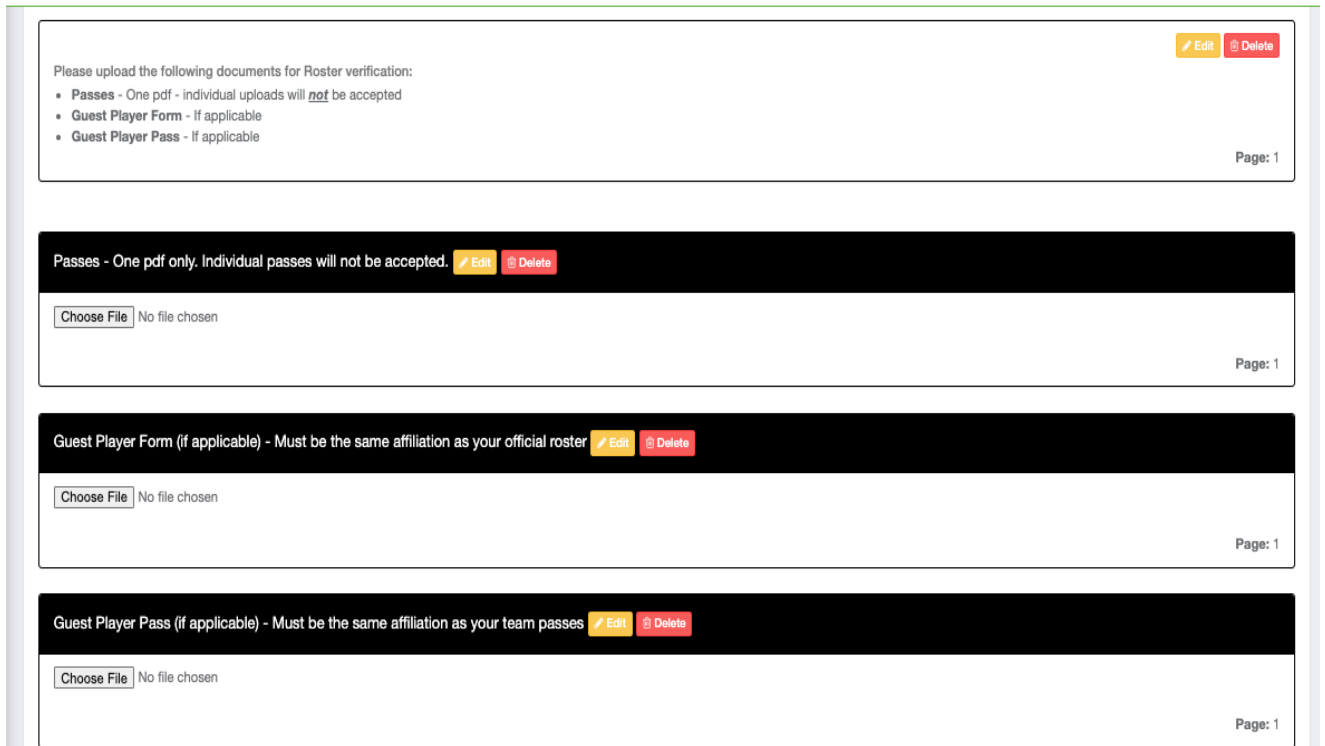 Edit Delete
Please upload the following documents for Roster verification:
• Passes - One pdf - individual uploads will not be accepted
• Guest Player Form - If applicable
• Guest Player Pass - If applicable
Page: 1
Passes - One pdf only. Individual passes will not be accepted. Edit Delete
Choose File No file chosen
Page: 1
Guest Player Form (if applicable) - Must be the same affiliation as your official roster Edit Delete
Choose File No file chosen
Page: 1
Guest Player Pass (if applicable) - Must be the same affiliation as your team passes Edit Delete
Choose File No file chosen
Page: 1